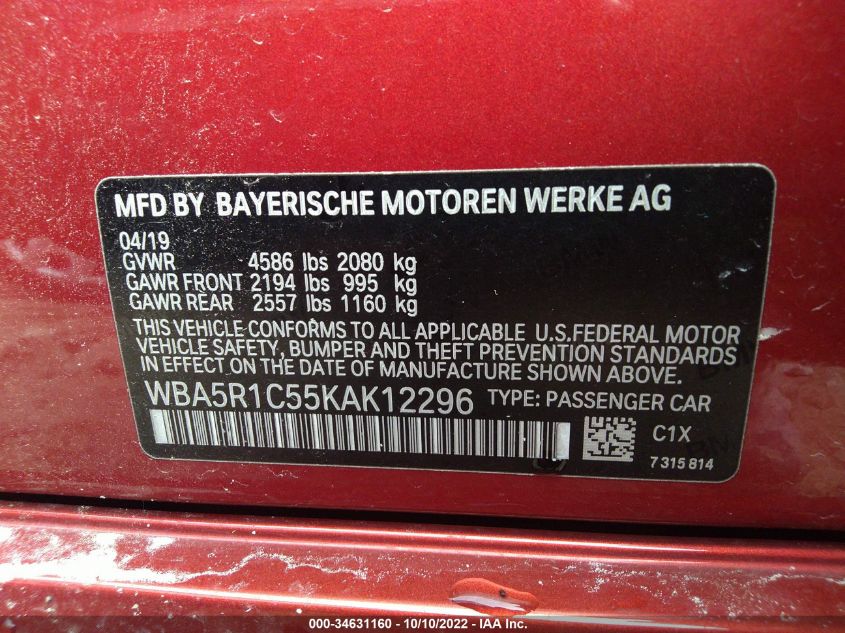 MFD BY BAYERISCHE MOTOREN WERKE AG
04/19
GVWR 4586 lbs 2080 kg
GAWR FRONT 2194 lbs 995 kg
GAWR REAR 2557 lbs 1160 kg
THIS VEHICLE CONFORMS TO ALL APPLICABLE U.S.FEDERAL MOTOR
VEHICLE SAFETY, BUMPER AND THEFT PREVENTION STANDARDS
IN EFFECT ON THE DATE OF MANUFACTURE SHOWN ABOVE.
WBA5R1C55KAK12296 TYPE: PASSENGER CAR
C1X
7315814
000-34631160 - 10/10/2022 - IAA Inc.